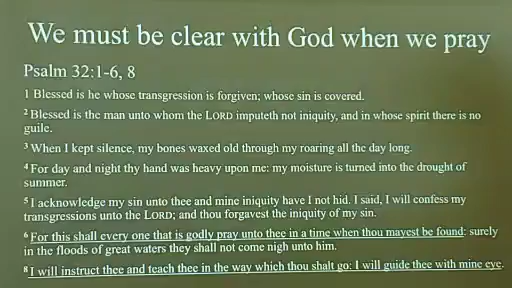 We must be clear with God when we pray
Psalm 32:1-6, 8
1 Blessed is he whose transgression is forgiven; whose sin is covered.
2 Blessed is the man unto whom the LORD imputeth not iniquity, and in whose spirit there is no
guile.
3 When I kept silence, my bones waxed old through my roaring all the day long.
4 For day and night thy hand was heavy upon me: my moisture is turned into the drought of
summer.
5 I acknowledge my sin unto thee and mine iniquity have I not hid. I said, I will confess my
transgressions unto the LORD; and thou forgavest the iniquity of my sin.
6 For this shall every one that is godly pray unto thee in a time when thou mayest be found: surely
in the floods of great waters they shall not come nigh unto him.
8 I will instruct thee and teach thee in the way which thou shalt go: I will guide thee with mine eye.